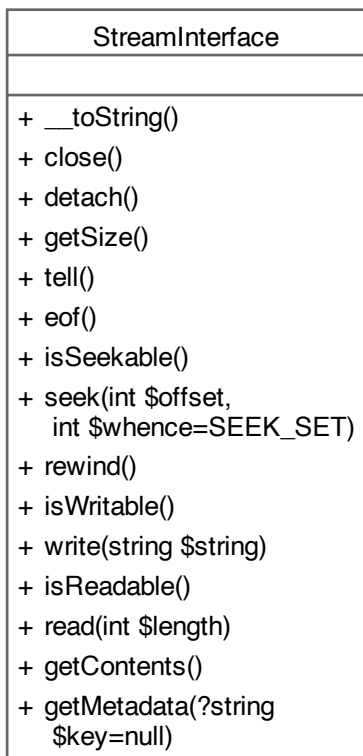 StreamInterface
+ __toString()
+ close()
+ detach()
+ getSize()
+ tell()
+ eof()
+ isSeekable()
+ seek(int $offset,
int $whence=SEEK_SET)
+ rewind()
+ isWritable()
+ write(string $string)
+ isReadable()
+ read(int $length)
+ getContents()
+ getMetadata(?string
$key=null)